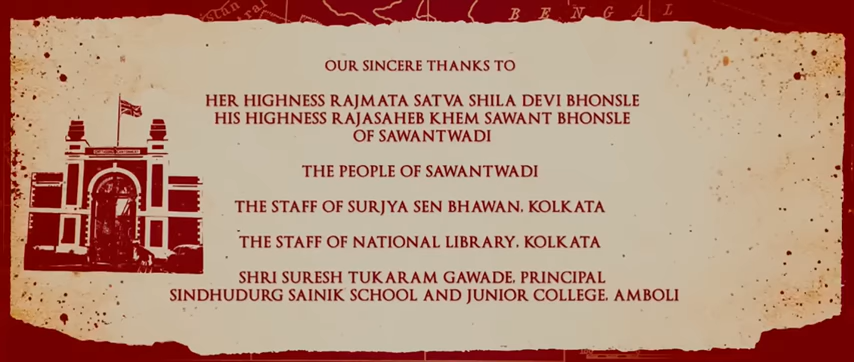 BENGAL
OUR SINCERE THANKS TO
HER HIGHNESS RAJMATA SATVA SHILA DEVI BHONSLE
HIS HIGHNESS RAJASAHEB KHEM SAWANT BHONSLE
OF SAWANTWADI
THE PEOPLE OF SAWANTWADI
THE STAFF OF SURJYA SEN BHAWAN, KOLKATA
THE STAFF OF NATIONAL LIBRARY, KOLKATA
SHRI SURESH TUKARAM GAWADE, PRINCIPAL
SINDHUDURG SAINIK SCHOOL AND JUNIOR COLLEGE, AMBOLI